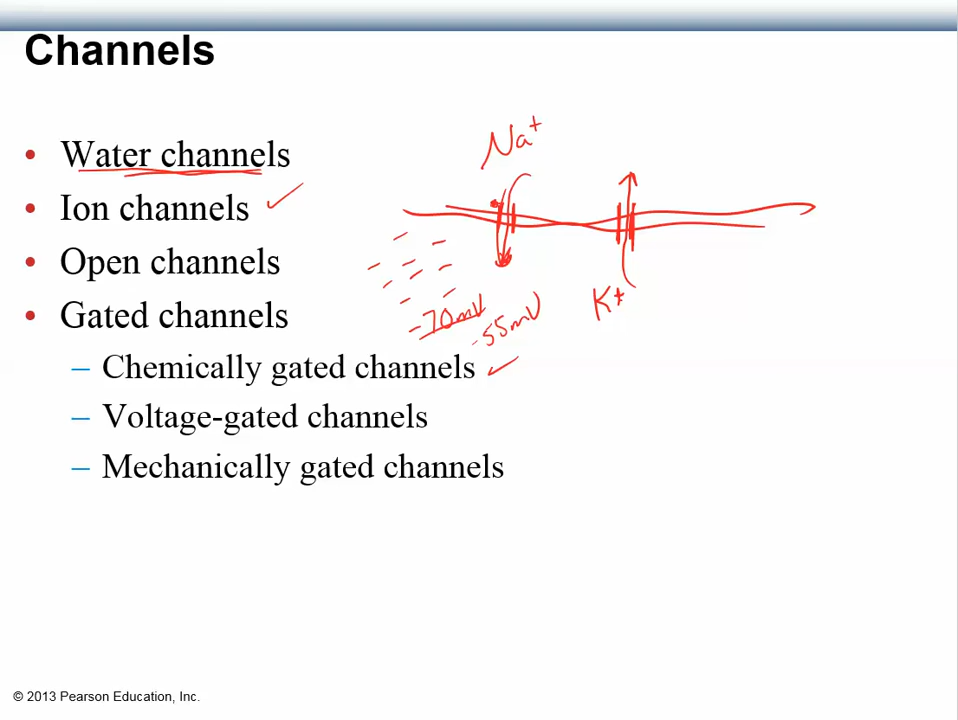 Channels
Na+
• Water channels
• Ion channels
• Open channels
• Gated channels
-70mV
-55mV
K+
– Chemically gated channels
– Voltage-gated channels
– Mechanically gated channels
© 2013 Pearson Education, Inc.